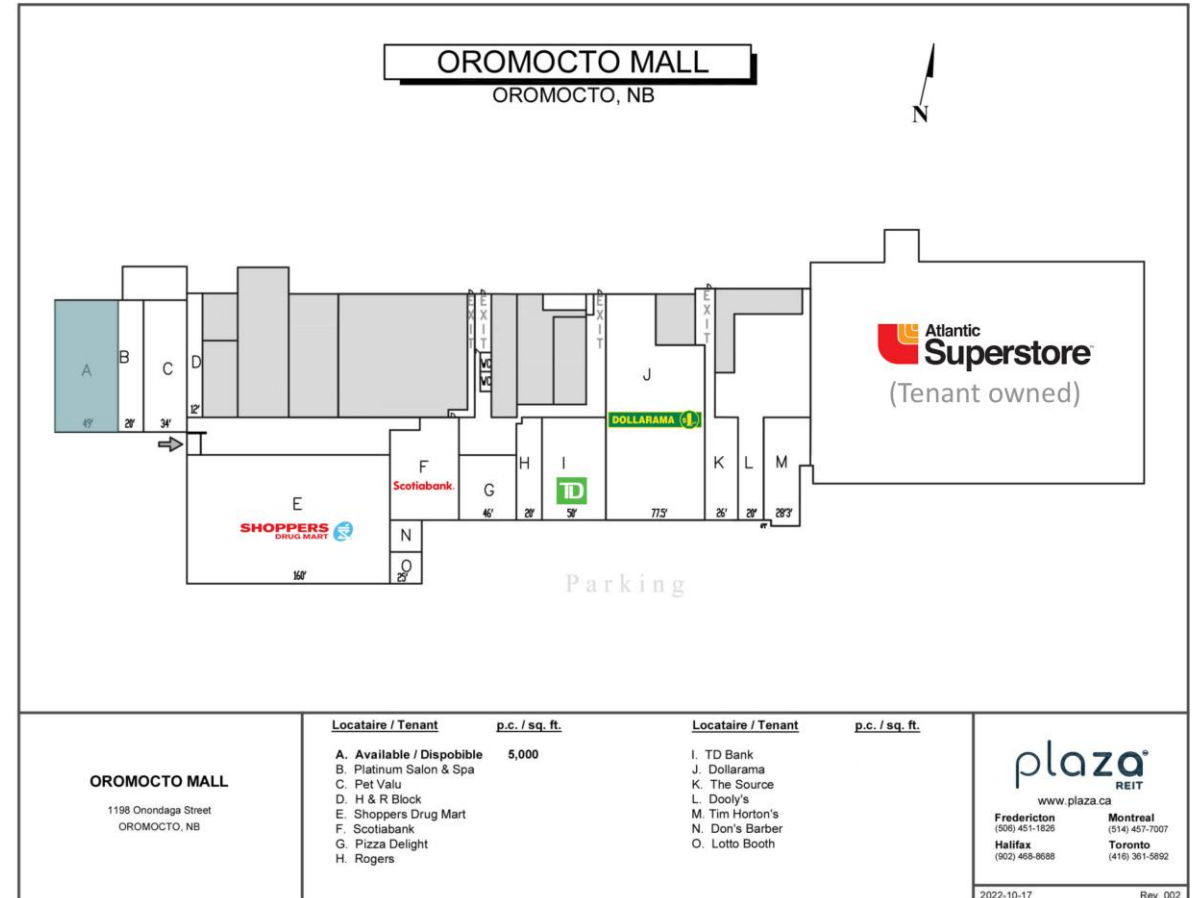 OROMOCTO MALL
OROMOCTO, NB
N
EXIT
EXIT
EXIT
EXIT
WC
WC
A
B
C
D
49'
20'
34'
12'
E
SHOPPERS
DRUG MART
160'
F
Scotiabank
G
46'
H
20'
I
TD
50'
J
DOLLARAMA
77.5'
K
26'
L
20'
M
28'3"
N
O
25'
Atlantic
Superstore
(Tenant owned)
Parking
OROMOCTO MALL
1198 Onondaga Street
OROMOCTO, NB
Locataire / Tenant p.c. / sq. ft.
A. Available / Dispobible 5,000
B. Platinum Salon & Spa
C. Pet Valu
D. H & R Block
E. Shoppers Drug Mart
F. Scotiabank
G. Pizza Delight
H. Rogers
Locataire / Tenant p.c. / sq. ft.
I. TD Bank
J. Dollarama
K. The Source
L. Dooly's
M. Tim Horton's
N. Don's Barber
O. Lotto Booth
plaza
REIT
www.plaza.ca
Fredericton Montreal
(506) 451-1826 (514) 457-7007
Halifax Toronto
(902) 468-8688 (416) 361-5892
2022-10-17 Rev. 002